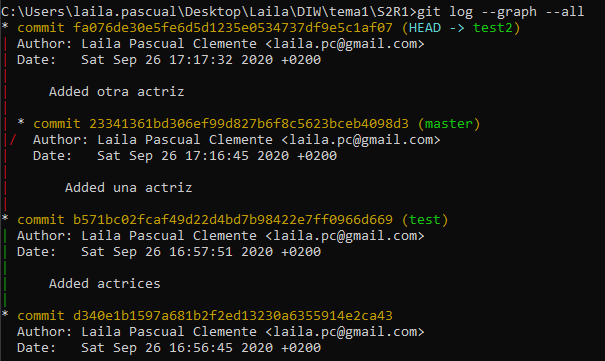 C:\Users\laila.pascual\Desktop\Laila\DIW\tema1\S2R1>git log --graph --all
* commit fa076de30e5fe6d5d1235e0534737df9e5c1af07 (HEAD -> test2)
| Author: Laila Pascual Clemente <laila.pc@gmail.com>
| Date:   Sat Sep 26 17:17:32 2020 +0200
|
|     Added otra actriz
|
| * commit 23341361bd306ef99d827b6f8c5623bceb4098d3 (master)
|/  Author: Laila Pascual Clemente <laila.pc@gmail.com>
|   Date:   Sat Sep 26 17:16:45 2020 +0200
|
|       Added una actriz
|
* commit b571bc02fcaf49d22d4bd7b98422e7ff0966d669 (test)
| Author: Laila Pascual Clemente <laila.pc@gmail.com>
| Date:   Sat Sep 26 16:57:51 2020 +0200
|
|     Added actrices
|
* commit d340e1b1597a681b2f2ed13230a6355914e2ca43
  Author: Laila Pascual Clemente <laila.pc@gmail.com>
  Date:   Sat Sep 26 16:56:45 2020 +0200